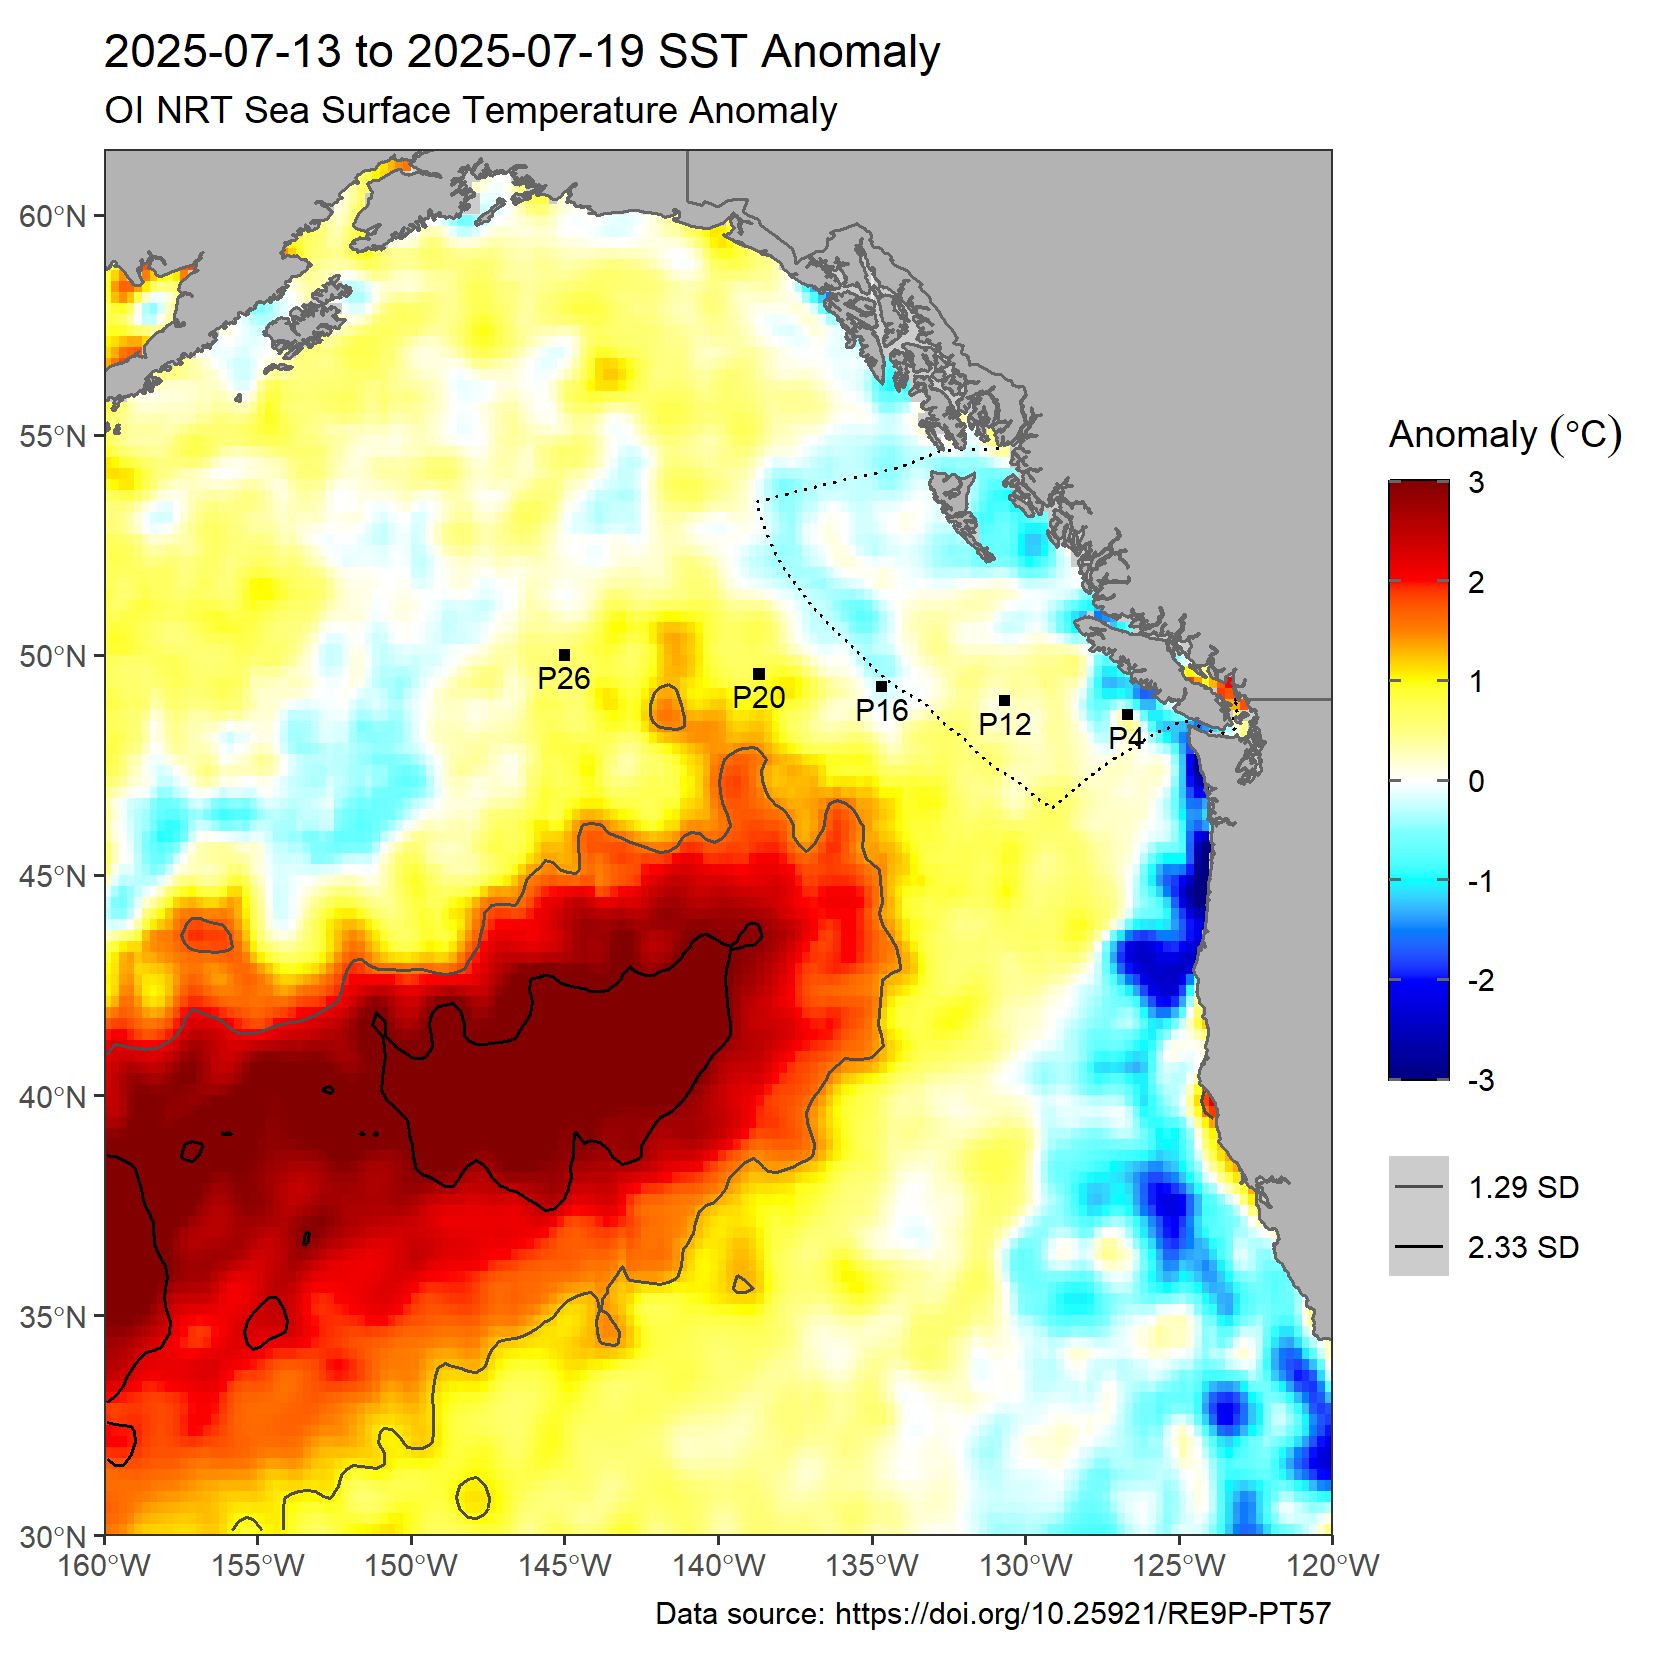 2025-07-13 to 2025-07-19 SST Anomaly
OI NRT Sea Surface Temperature Anomaly
60°N
55°N
50°N
45°N
40°N
35°N
30°N
160°W 155°W 150°W 145°W 140°W 135°W 130°W 125°W 120°W
P26
P20
P16
P12
P4
Anomaly (°C)
3
2
1
0
-1
-2
-3
1.29 SD
2.33 SD
Data source: https://doi.org/10.25921/RE9P-PT57